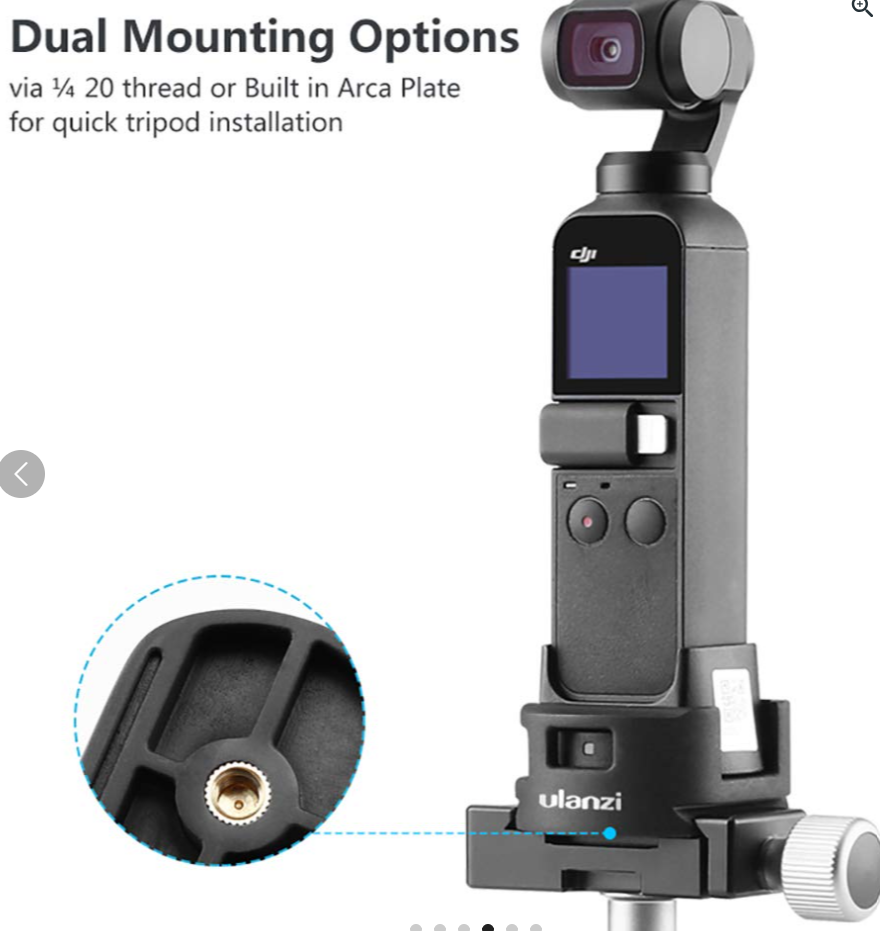 Dual Mounting Options
via ¼ 20 thread or Built in Arca Plate
for quick tripod installation
dji
ulanzi